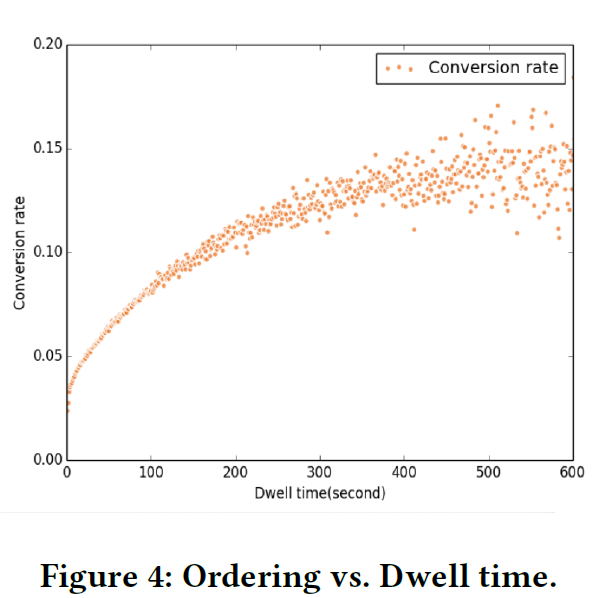 0.20
Conversion rate
0.15
0.10
0.05
0.00
Conversion rate
0 100 200 300 400 500 600
Dwell time(second)
Figure 4: Ordering vs. Dwell time.